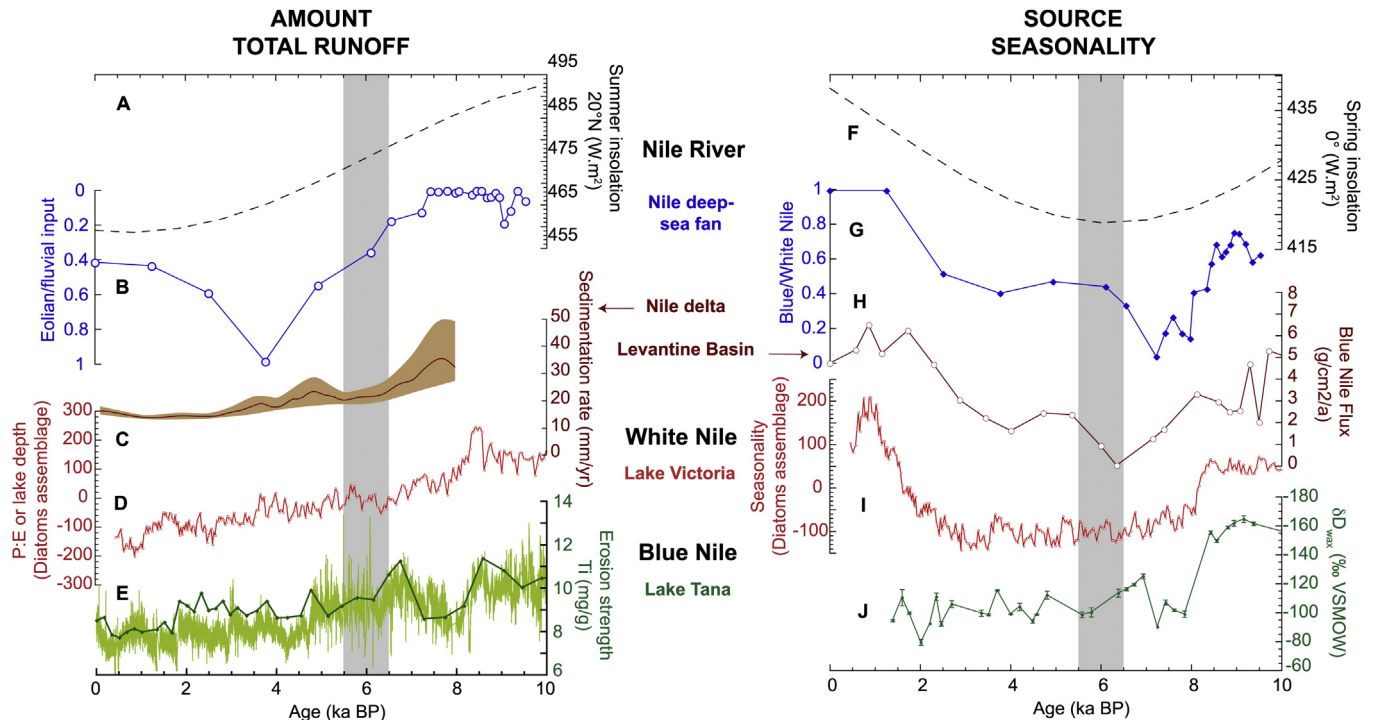 AMOUNT
TOTAL RUNOFF
SOURCE
SEASONALITY
A
495
485
475
465
455
Summer insolation
20°N (W.m²)
0
0.2
0.4
0.6
0.8
1
Eolian/fluvial input
B
Sedimentation rate (mm/yr)
50
40
30
20
10
0
C
300
200
100
0
-100
-200
-300
P:E or lake depth
(Diatoms assemblage)
D
14
12
10
8
6
Erosion strength
Ti (mg/g)
E
0
2
4
6
8
10
Age (ka BP)
Nile River
Nile deep-
sea fan
Nile delta
Levantine Basin
White Nile
Lake Victoria
Blue Nile
Lake Tana
F
435
425
415
Spring insolation
0° (W.m²)
1
0.8
0.6
0.4
0.2
0
Blue/White Nile
G
H
8
7
6
5
4
3
2
1
0
Blue Nile Flux
(g/cm2/a)
200
100
0
-100
Seasonality
(Diatoms assemblage)
I
-180
-160
-140
-120
-100
-80
-60
δDwax (‰ VSMOW)
J
0
2
4
6
8
10
Age (ka BP)